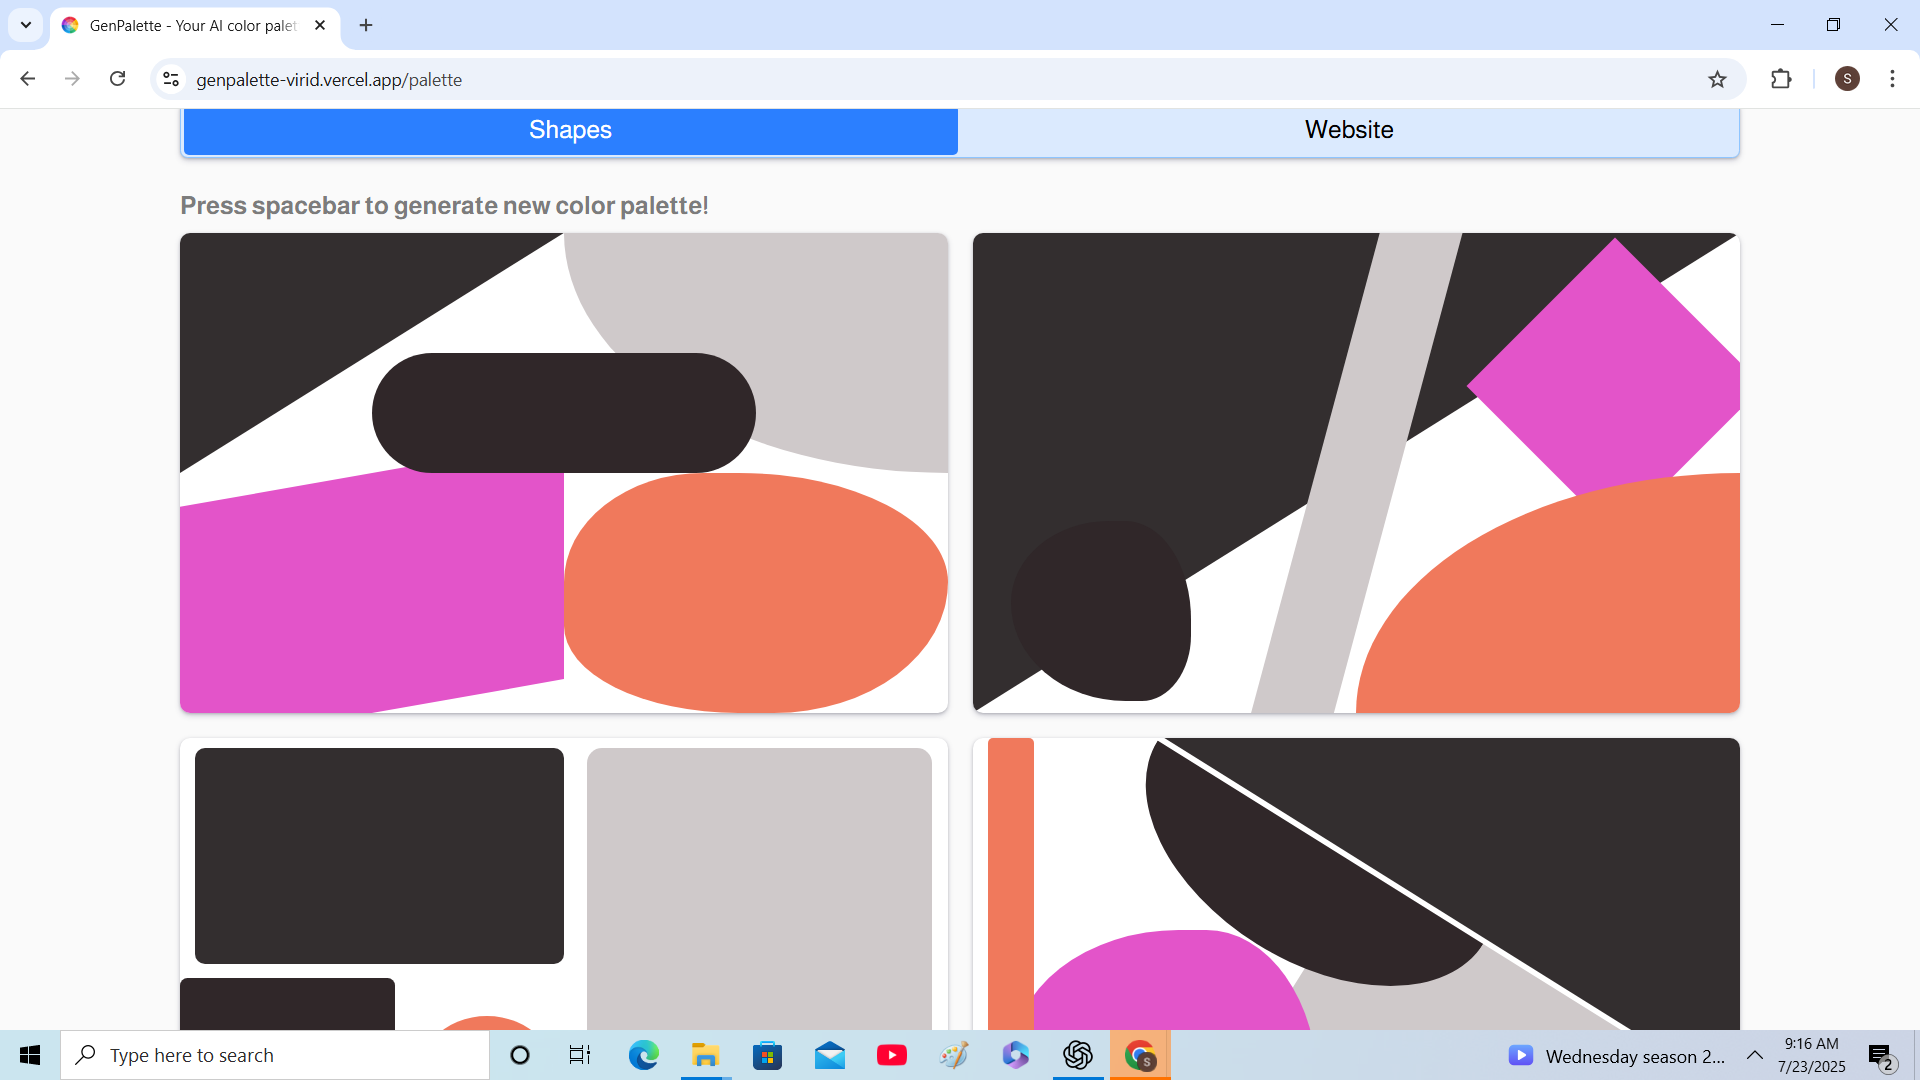 GenPalette - Your AI color palet
genpalette-virid.vercel.app/palette
S
Shapes
Website
Press spacebar to generate new color palette!
Type here to search
S
Wednesday season 2...
9:16 AM
7/23/2025
2